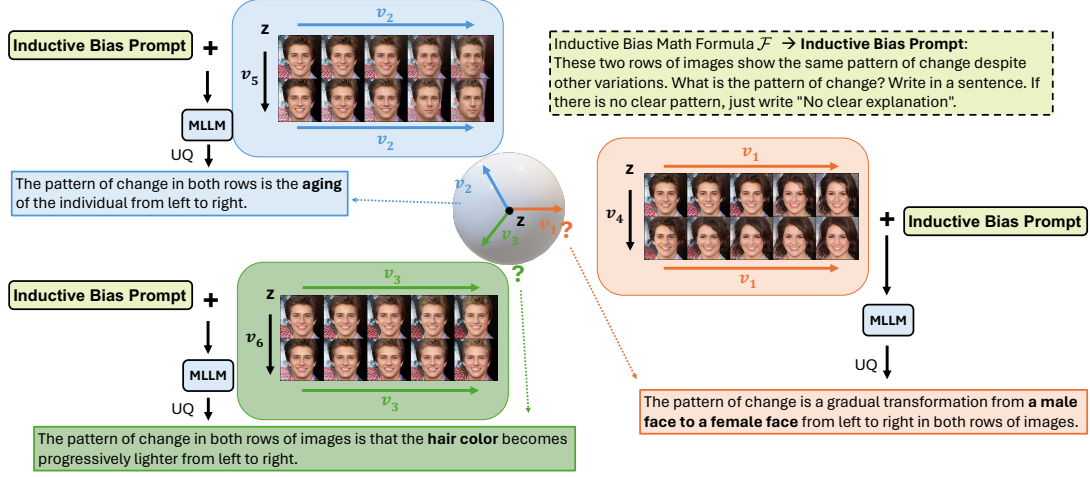 Inductive Bias Prompt
+
z
v₂
v₅
v₂
MLLM
UQ
The pattern of change in both rows is the aging
of the individual from left to right.
Inductive Bias Math Formula ℱ → Inductive Bias Prompt:
These two rows of images show the same pattern of change despite
other variations. What is the pattern of change? Write in a sentence. If
there is no clear pattern, just write "No clear explanation".
v₂
z
v₁
?
v₃
?
z
v₁
v₄
v₁
+
Inductive Bias Prompt
MLLM
UQ
The pattern of change is a gradual transformation from a male
face to a female face from left to right in both rows of images.
Inductive Bias Prompt
+
z
v₃
v₆
v₃
MLLM
UQ
The pattern of change in both rows of images is that the hair color becomes
progressively lighter from left to right.